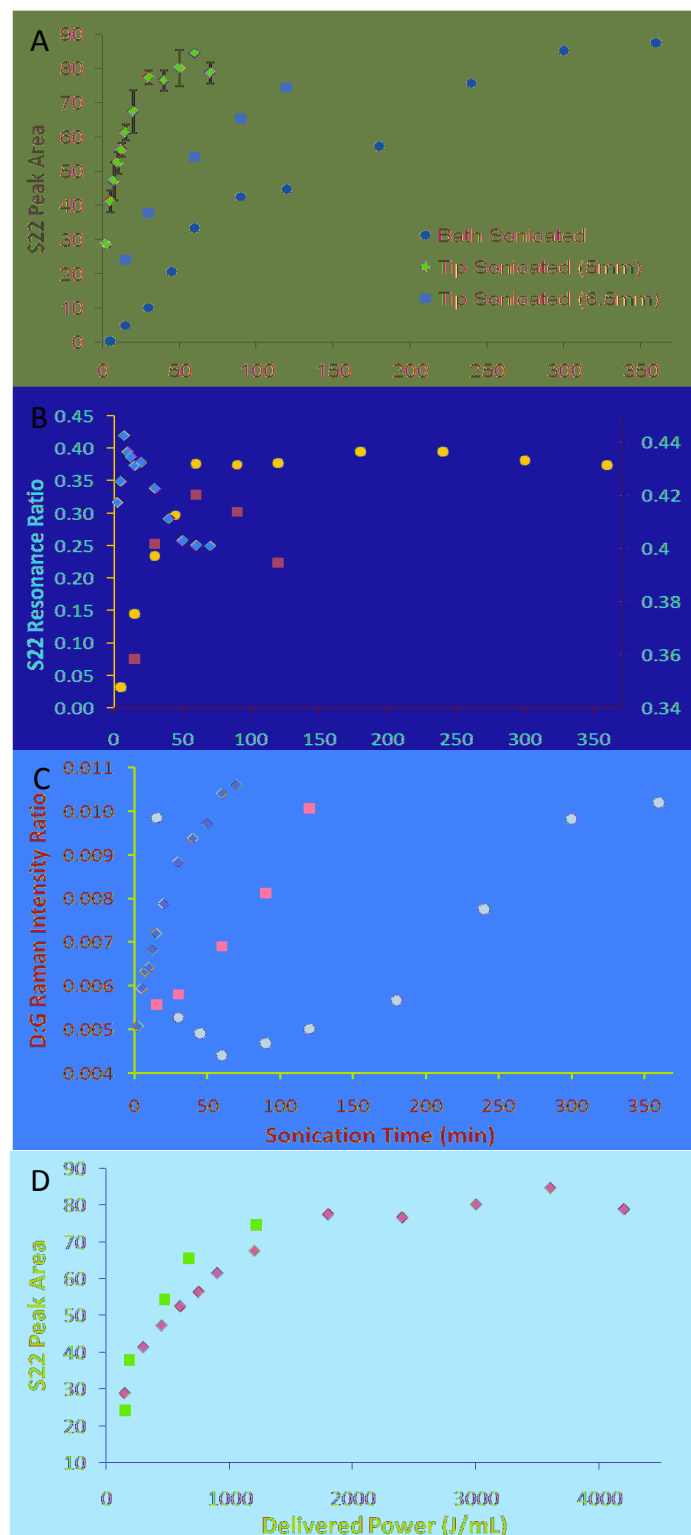 A
90
80
70
60
50
40
30
20
10
0
S22 Peak Area
Bath Sonicated
Tip Sonicated (5mm)
Tip Sonicated (6.5mm)
0 50 100 150 200 250 300 350
B
0.45
0.40
0.35
0.30
0.25
0.20
0.15
0.10
0.05
0.00
S22 Resonance Ratio
0.44
0.42
0.4
0.38
0.36
0.34
0 50 100 150 200 250 300 350
C
0.011
0.010
0.009
0.008
0.007
0.006
0.005
0.004
D:G Raman Intensity Ratio
0 50 100 150 200 250 300 350
Sonication Time (min)
D
90
80
70
60
50
40
30
20
10
S22 Peak Area
0 1000 2000 3000 4000
Delivered Power (J/mL)